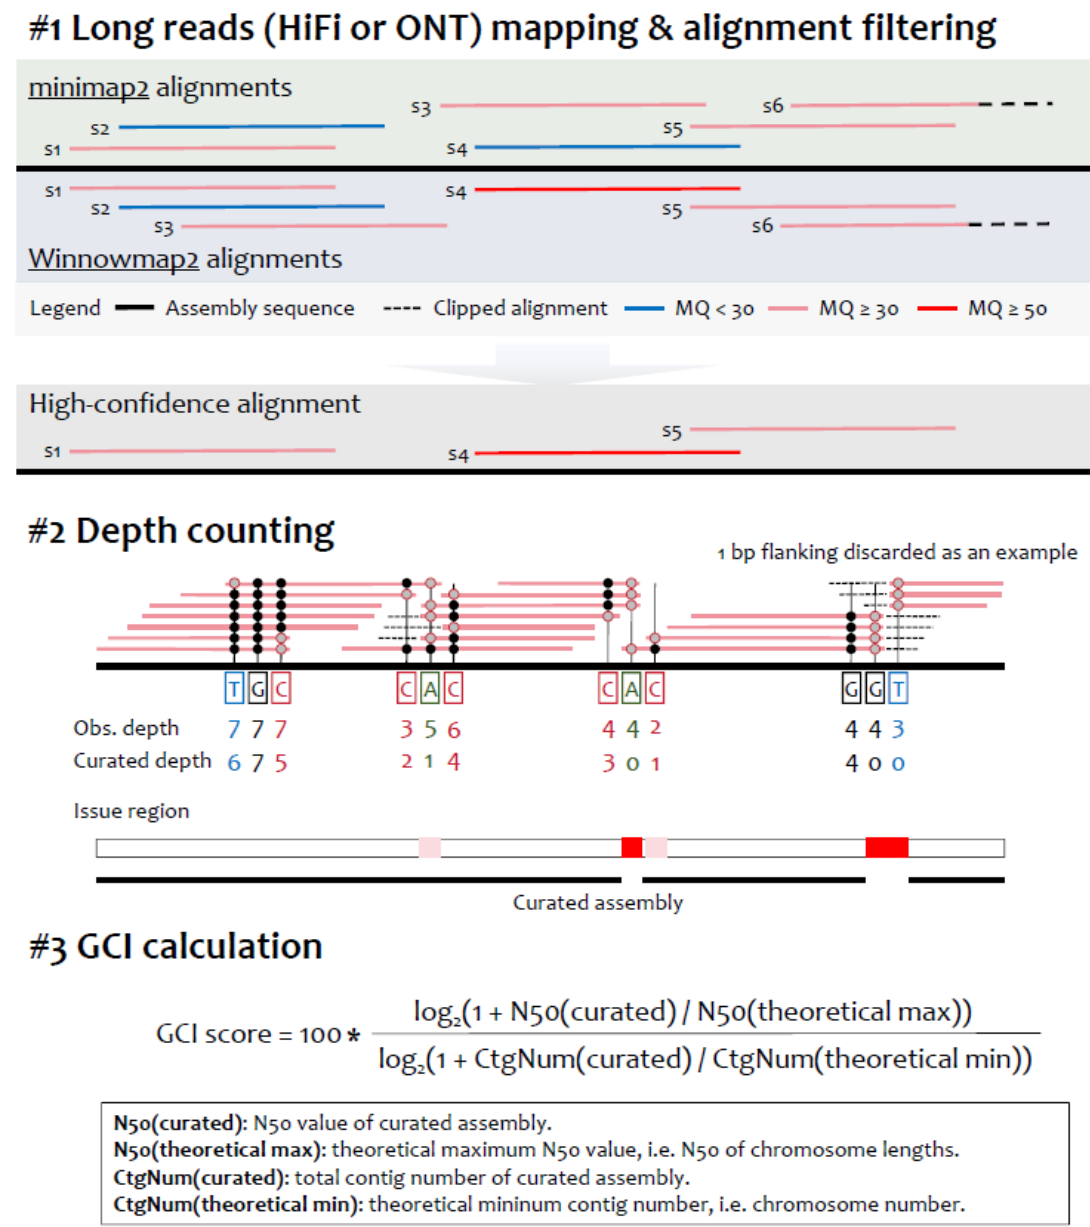 #1 Long reads (HiFi or ONT) mapping & alignment filtering
minimap2 alignments
s3
s6
s2
s5
s1
s4
s1
s4
s2
s5
s3
s6
Winnowmap2 alignments
Legend Assembly sequence Clipped alignment MQ < 30 MQ ≥ 30 MQ ≥ 50
High-confidence alignment
s5
s1
s4
#2 Depth counting
1 bp flanking discarded as an example
T G C C A C C A C G G T
Obs. depth 7 7 7 3 5 6 4 4 2 4 4 3
Curated depth 6 7 5 2 1 4 3 0 1 4 0 0
Issue region
Curated assembly
#3 GCI calculation
log₂(1 + N50(curated) / N50(theoretical max))
GCI score = 100 *
log₂(1 + CtgNum(curated) / CtgNum(theoretical min))
N50(curated): N50 value of curated assembly.
N50(theoretical max): theoretical maximum N50 value, i.e. N50 of chromosome lengths.
CtgNum(curated): total contig number of curated assembly.
CtgNum(theoretical min): theoretical mininum contig number, i.e. chromosome number.